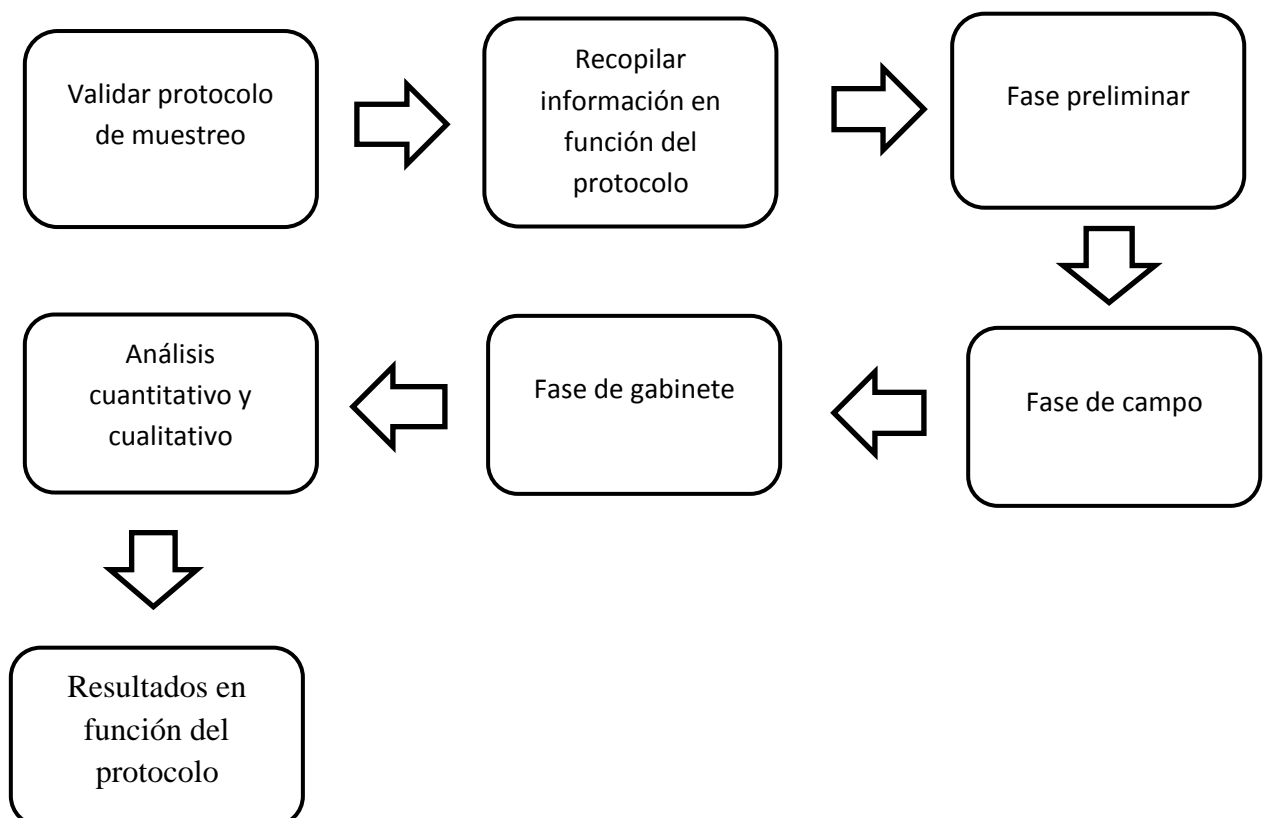 Validar protocolo
de muestreo
Recopilar
información en
función del
protocolo
Fase preliminar
Fase de campo
Fase de gabinete
Análisis
cuantitativo y
cualitativo
Resultados en
función del
protocolo